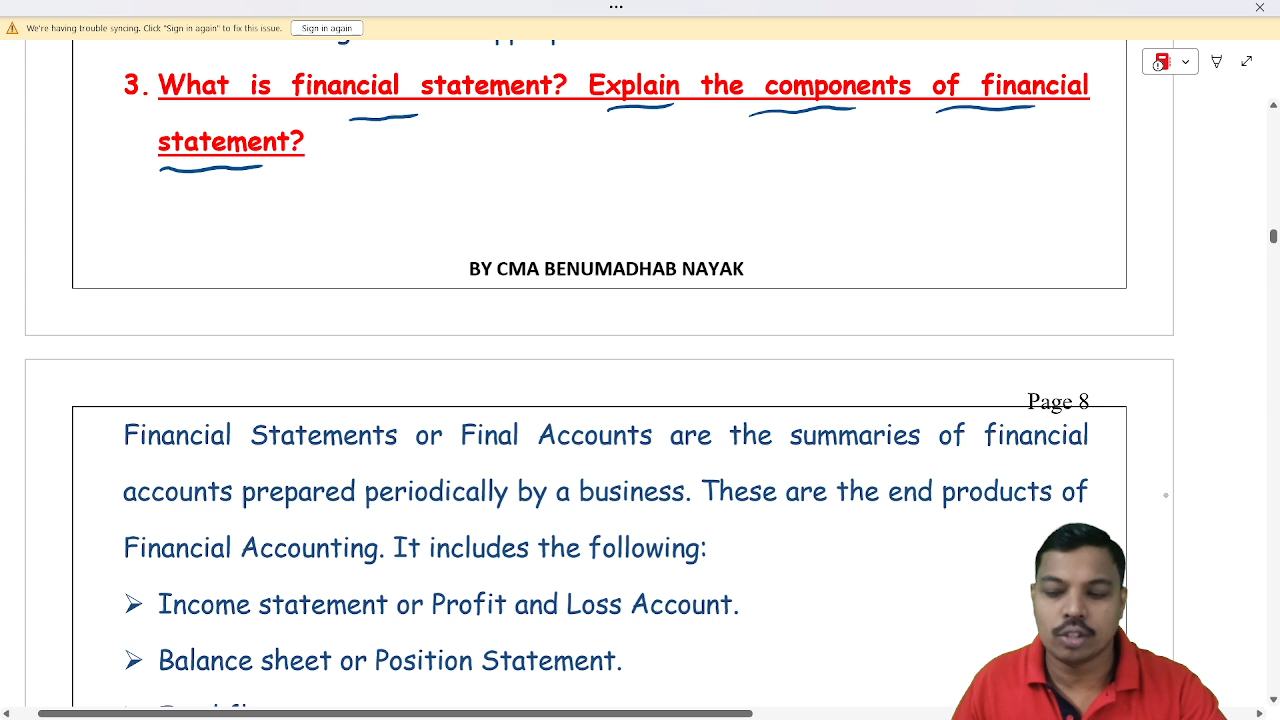 We're having trouble syncing. Click "Sign in again" to fix this issue. Sign in again
3. What is financial statement? Explain the components of financial
statement?
BY CMA BENUMADHAB NAYAK
Page 8
Financial Statements or Final Accounts are the summaries of financial
accounts prepared periodically by a business. These are the end products of
Financial Accounting. It includes the following:
➢ Income statement or Profit and Loss Account.
➢ Balance sheet or Position Statement.